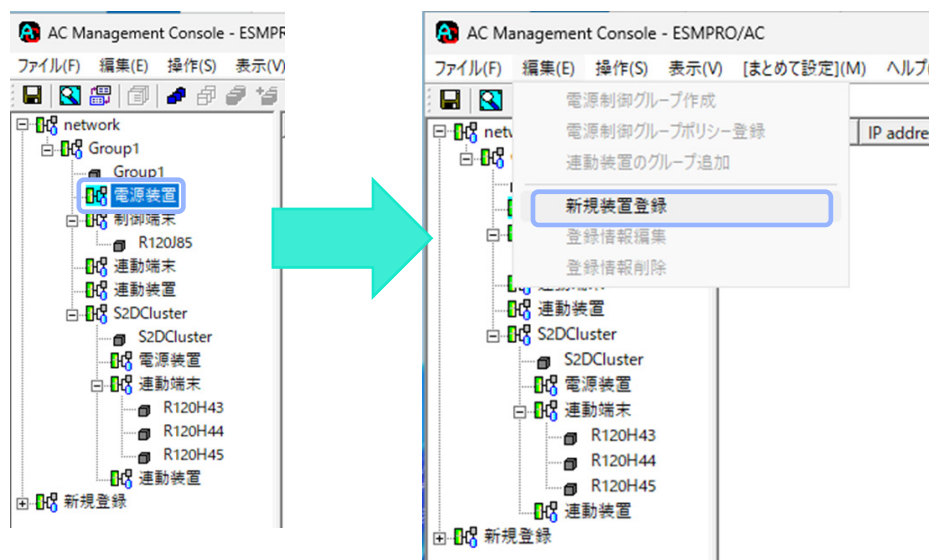 AC Management Console - ESMPR
ファイル(F) 編集(E) 操作(S) 表示(V)
network
Group1
Group1
電源装置
制御端末
R120J85
連動端末
連動装置
S2DCluster
S2DCluster
電源装置
連動端末
R120H43
R120H44
R120H45
連動装置
新規登録
AC Management Console - ESMPRO/AC
ファイル(F) 編集(E) 操作(S) 表示(V) [まとめて設定](M) ヘルプ(
電源制御グループ作成
電源制御グループポリシー登録
連動装置のグループ追加
新規装置登録
登録情報編集
登録情報削除
netw
IP addre
連動装置
S2DCluster
S2DCluster
電源装置
連動端末
R120H43
R120H44
R120H45
連動装置
新規登録